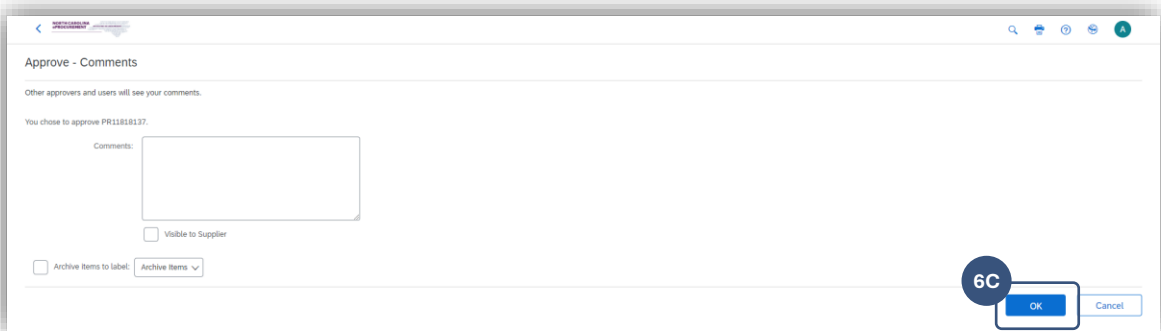 NORTH CAROLINA
ePROCUREMENT
A
Approve - Comments
Other approvers and users will see your comments.
You chose to approve PR11818137.
Comments:
Visible to Supplier
Archive items to label: Archive Items
6C
OK Cancel